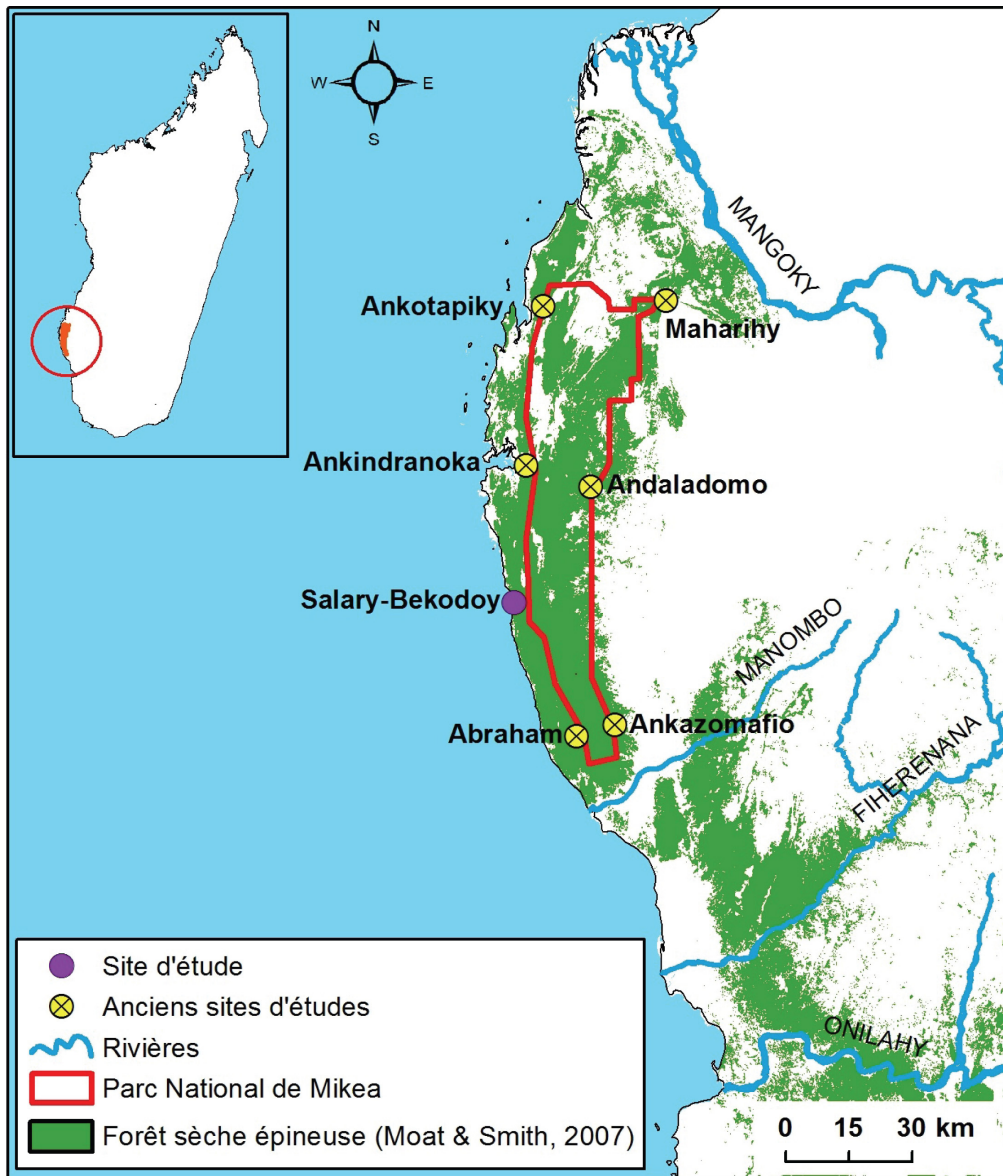 N
W
E
S
MANGOKY
Ankotapiky
Maharihy
Ankindranoka
Andaladomo
Salary-Bekodoy
MANOMBO
Abraham
Ankazomafio
FIHERENANA
ONILAHY
Site d'étude
Anciens sites d'études
Rivières
Parc National de Mikea
Forêt sèche épineuse (Moat & Smith, 2007)
0 15 30 km